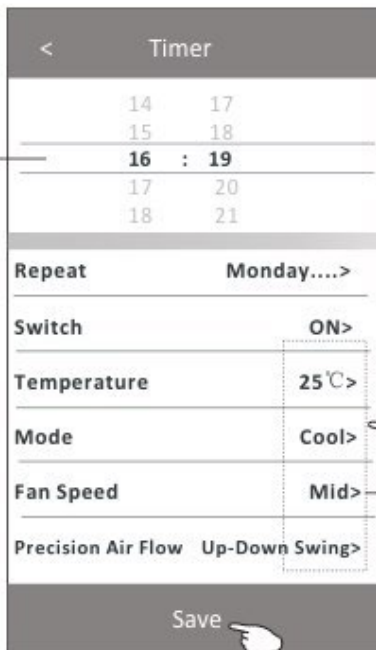 < Timer
14 17
15 18
16 : 19
17 20
18 21
Repeat Monday....>
Switch ON>
Temperature 25℃>
Mode Cool>
Fan Speed Mid>
Precision Air Flow Up-Down Swing>
Save